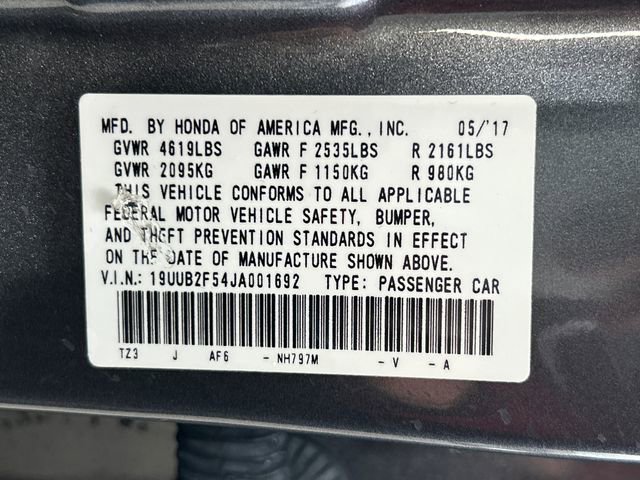 MFD. BY HONDA OF AMERICA MFG., INC. 05/'17
GVWR 4619LBS GAWR F 2535LBS R 2161LBS
GVWR 2095KG GAWR F 1150KG R 980KG
THIS VEHICLE CONFORMS TO ALL APPLICABLE
FEDERAL MOTOR VEHICLE SAFETY, BUMPER,
AND THEFT PREVENTION STANDARDS IN EFFECT
ON THE DATE OF MANUFACTURE SHOWN ABOVE.
V.I.N.: 19UUB2F54JA001692 TYPE: PASSENGER CAR
TZ3 J AF6 - NH797M - V - A